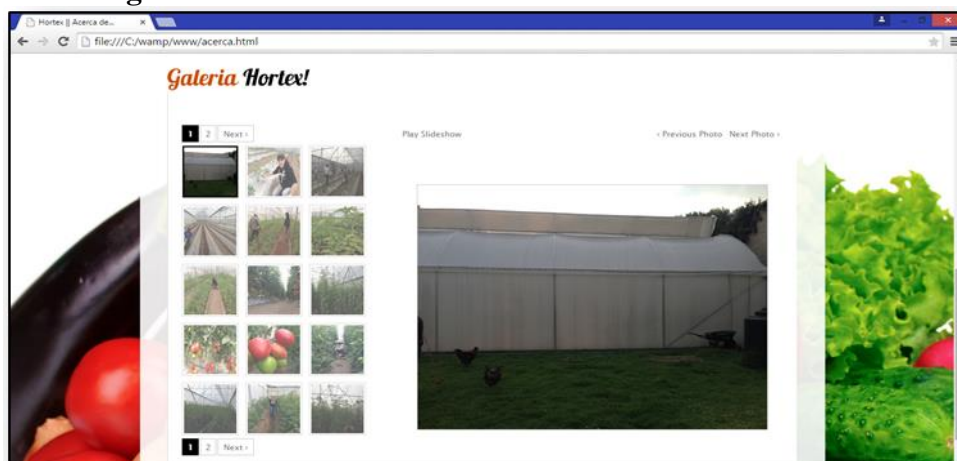 Hortex || Acerca de...
file:///C:/wamp/www/acerca.html
Galeria Hortex!
1 2 Next ›
Play Slideshow
‹ Previous Photo Next Photo ›
1 2 Next ›